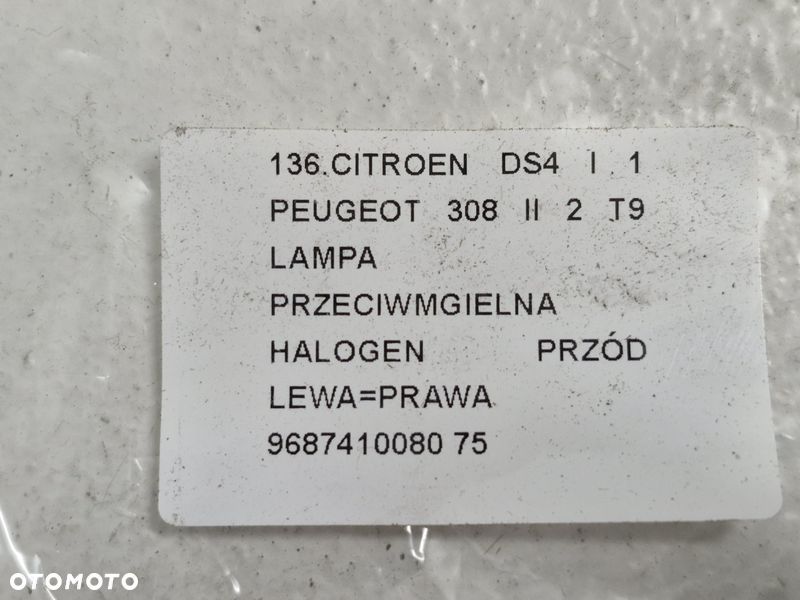 136.CITROEN DS4 I 1
PEUGEOT 308 II 2 T9
LAMPA
PRZECIWMGIELNA
HALOGEN PRZÓD
LEWA=PRAWA
9687410080 75
OTOMOTO